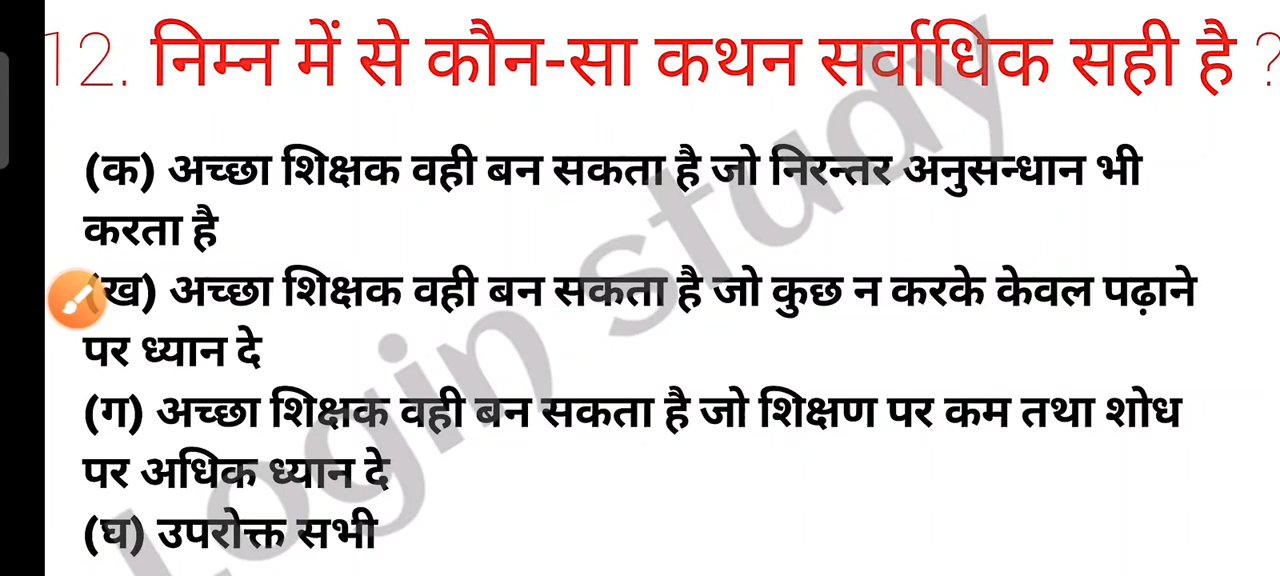 12. निम्न में से कौन-सा कथन सर्वाधिक सही है ?
(क) अच्छा शिक्षक वही बन सकता है जो निरन्तर अनुसन्धान भी
करता है
(ख) अच्छा शिक्षक वही बन सकता है जो कुछ न करके केवल पढ़ाने
पर ध्यान दे
(ग) अच्छा शिक्षक वही बन सकता है जो शिक्षण पर कम तथा शोध
पर अधिक ध्यान दे
(घ) उपरोक्त सभी
Login study